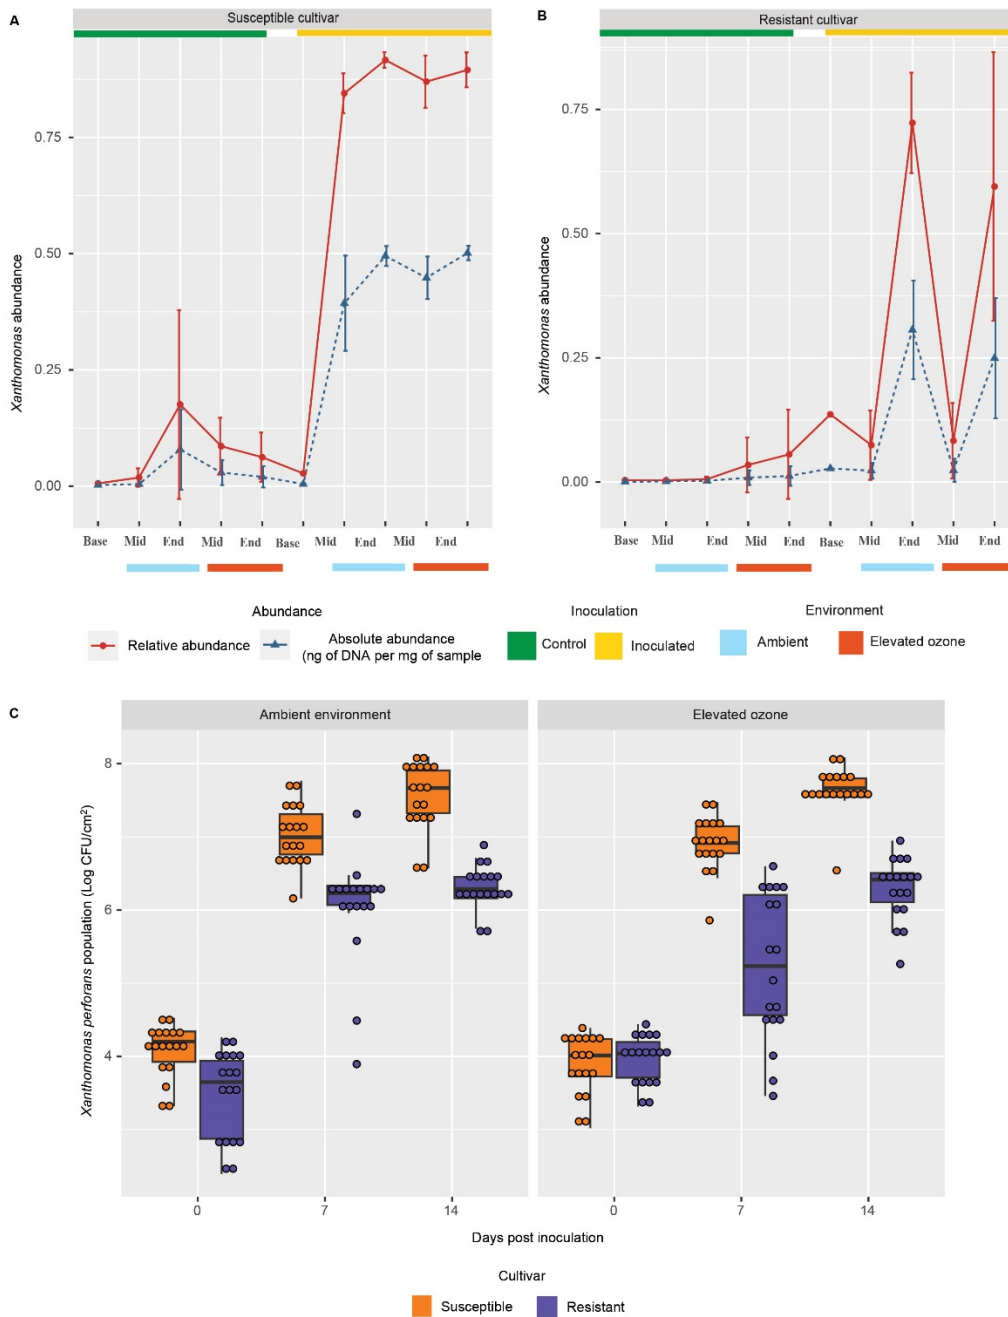 A
Susceptible cultivar
Xanthomonas abundance
0.75
0.50
0.25
0.00
Base Mid End Mid End Base Mid End Mid End
B
Resistant cultivar
Xanthomonas abundance
0.75
0.50
0.25
0.00
Base Mid End Mid End Base Mid End Mid End
Abundance
Relative abundance
Absolute abundance
(ng of DNA per mg of sample
Inoculation
Control
Inoculated
Environment
Ambient
Elevated ozone
C
Ambient environment
Elevated ozone
Xanthomonas perforans population (Log CFU/cm²)
8
6
4
0 7 14 0 7 14
Days post inoculation
Cultivar
Susceptible
Resistant